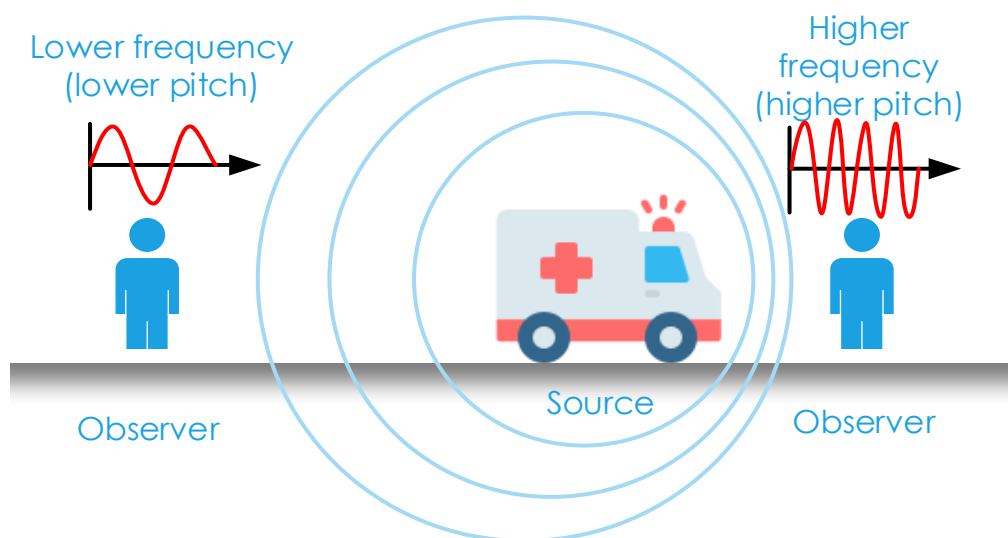 Lower frequency
(lower pitch)
Higher
frequency
(higher pitch)
Source
Observer
Observer